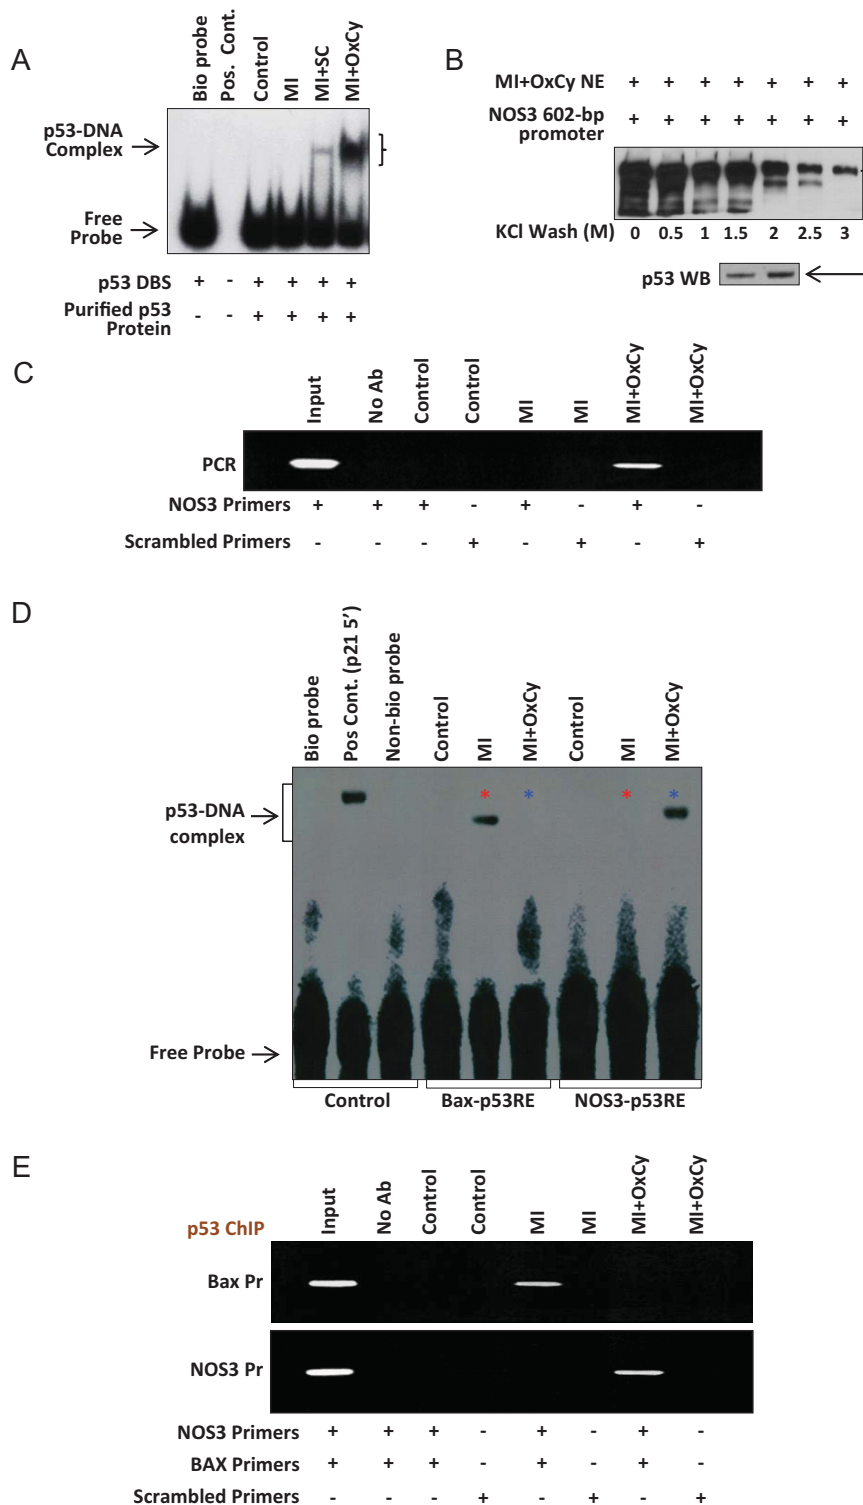 A
Bio probe
Pos. Cont.
Control
MI
MI+SC
MI+OxCy
p53-DNA
Complex
Free
Probe
p53 DBS + - + + + +
Purified p53
Protein
- - + + + +
B
MI+OxCy NE + + + + + + +
NOS3 602-bp
promoter
+ + + + + + +
KCl Wash (M) 0 0.5 1 1.5 2 2.5 3
p53 WB
C
Input
No Ab
Control
Control
MI
MI
MI+OxCy
MI+OxCy
PCR
NOS3 Primers + + + - + - + -
Scrambled Primers - - - + - + - +
D
Bio probe
Pos Cont. (p21 5')
Non-bio probe
Control
MI
MI+OxCy
Control
MI
MI+OxCy
* * * *
p53-DNA
complex
Free Probe
Control Bax-p53RE NOS3-p53RE
E
p53 ChIP
Input
No Ab
Control
Control
MI
MI
MI+OxCy
MI+OxCy
Bax Pr
NOS3 Pr
NOS3 Primers + + + - + - + -
BAX Primers + + + - + - + -
Scrambled Primers - - - + - + - +